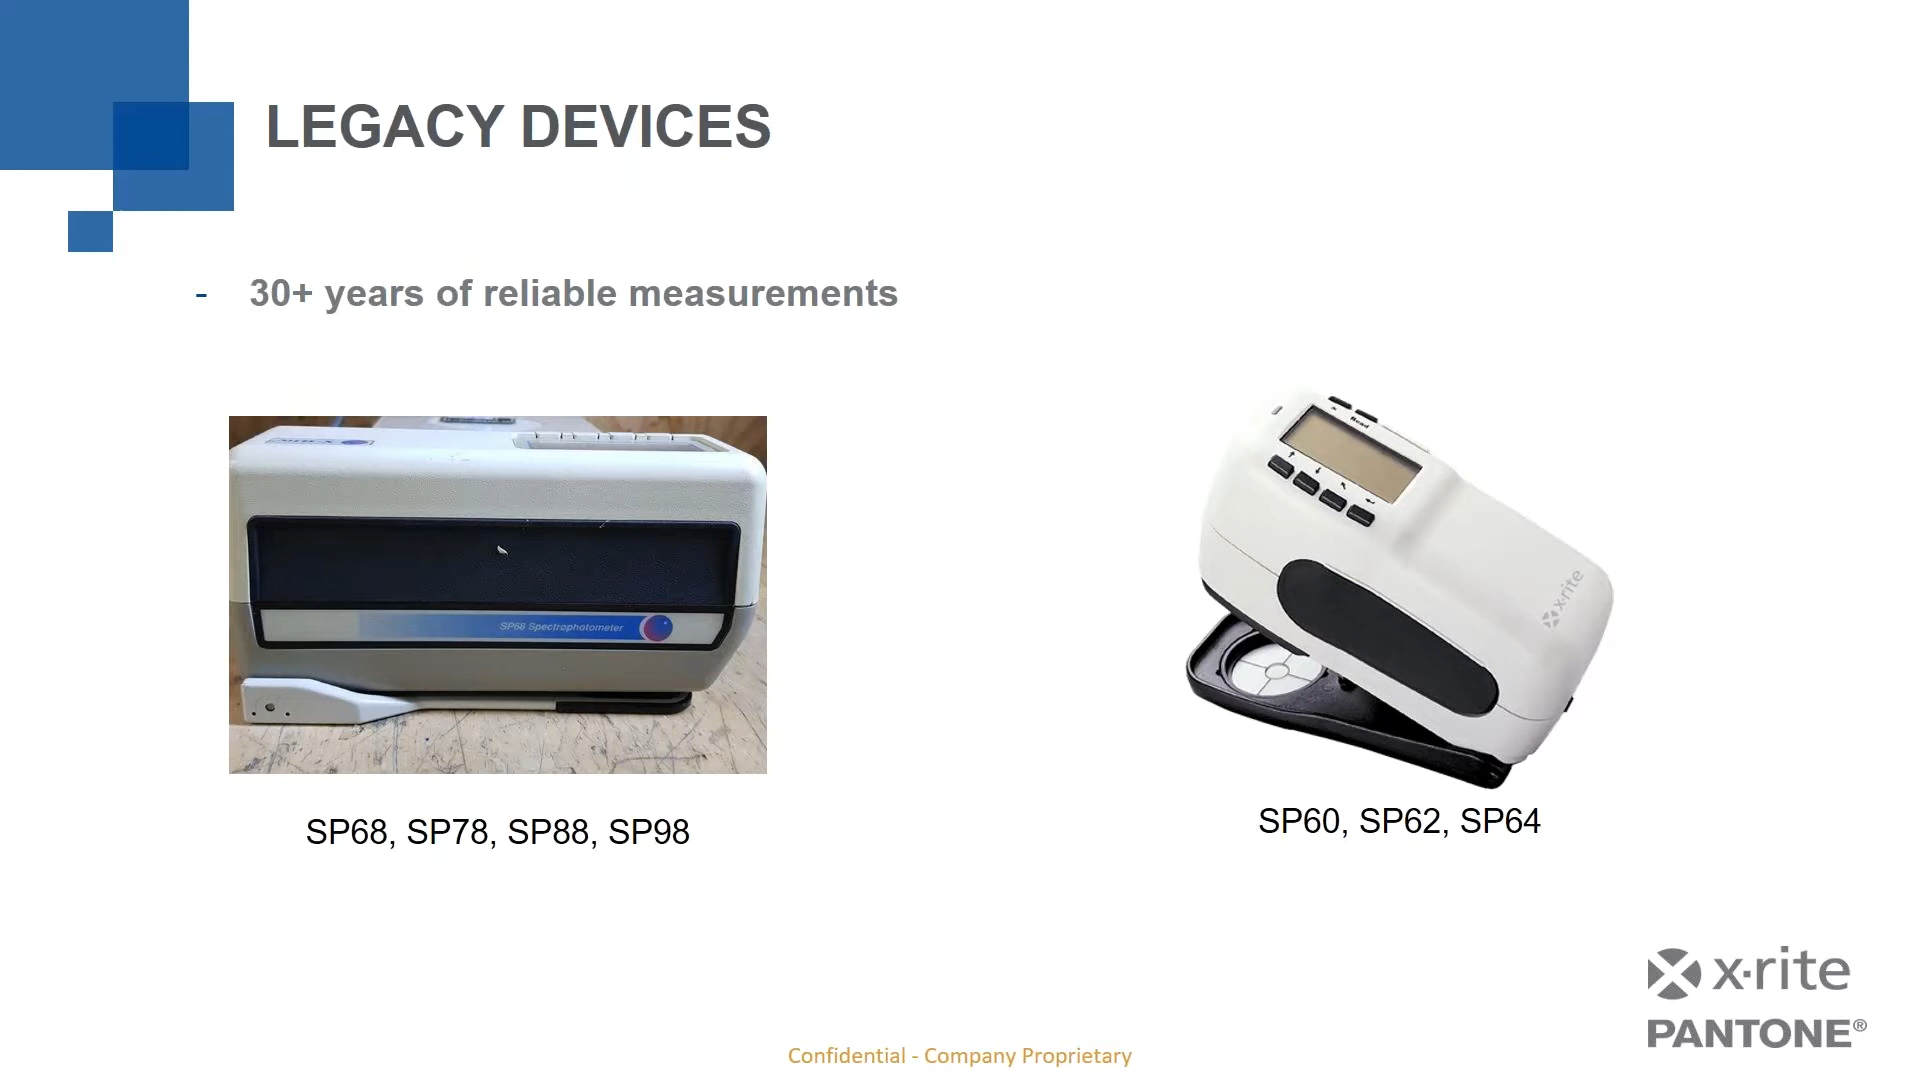 LEGACY DEVICES
- 30+ years of reliable measurements
Read
x·rite
SP68 Spectrophotometer
SP68, SP78, SP88, SP98
SP60, SP62, SP64
x·rite
PANTONE®
Confidential - Company Proprietary